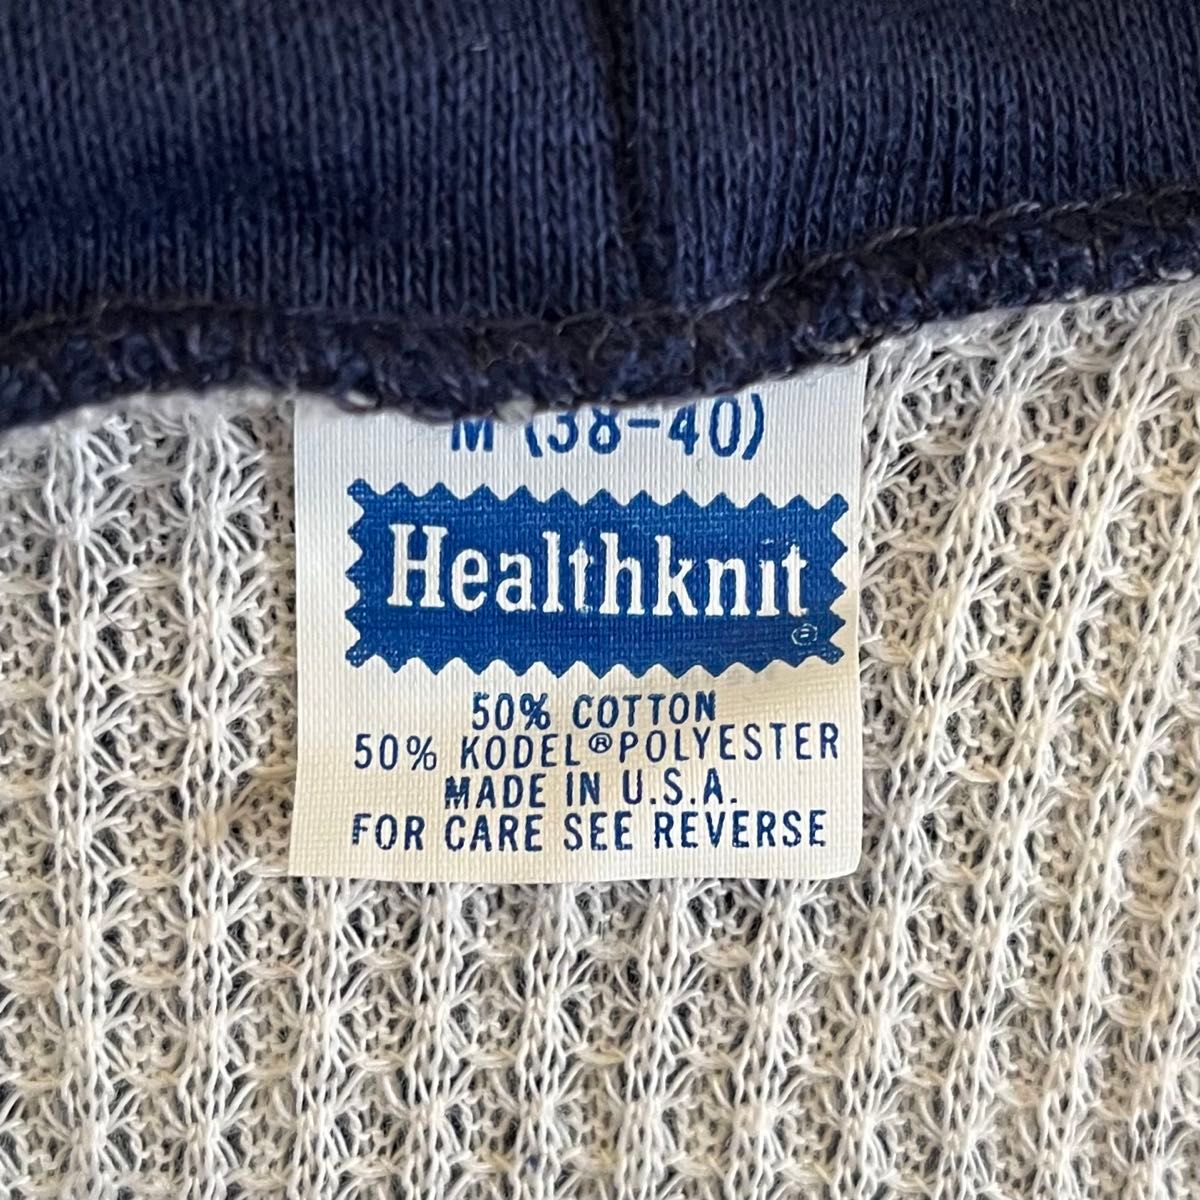 M (38-40)
Healthknit®
50% COTTON
50% KODEL® POLYESTER
MADE IN U.S.A.
FOR CARE SEE REVERSE